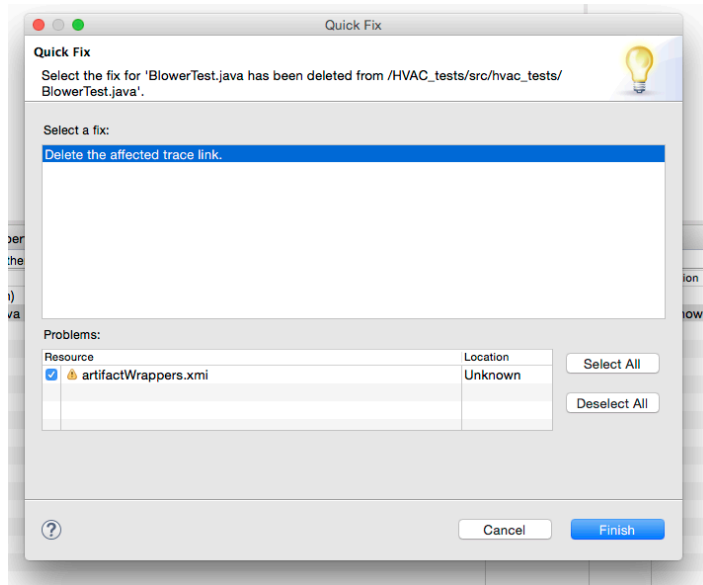 Quick Fix
Quick Fix
Select the fix for 'BlowerTest.java has been deleted from /HVAC_tests/src/hvac_tests/
BlowerTest.java'.
Select a fix:
Delete the affected trace link.
Problems:
Resource
Location
artifactWrappers.xmi
Unknown
Select All
Deselect All
?
Cancel
Finish